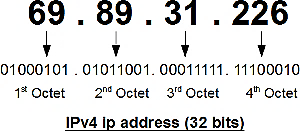 69 . 89 . 31 . 226
01000101 . 01011001 . 00011111 . 11100010
1st Octet 2nd Octet 3rd Octet 4th Octet
IPv4 ip address (32 bits)